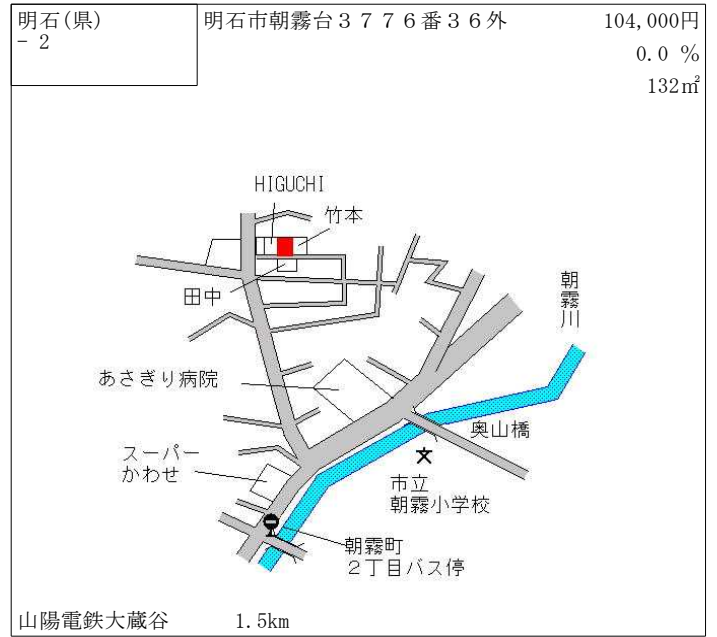 明石(県)
- 2
明石市朝霧台３７７６番３６外
104,000円
0.0 %
132㎡
HIGUCHI
竹本
田中
朝霧川
あさぎり病院
奥山橋
スーパー
かわせ
市立
朝霧小学校
朝霧町
２丁目バス停
山陽電鉄大蔵谷 1.5km